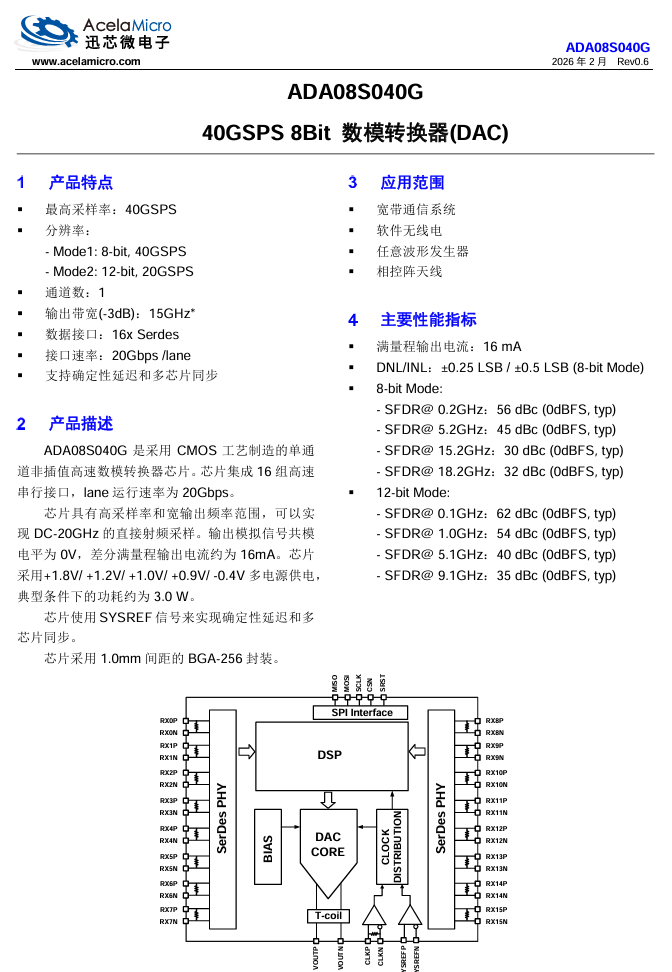 AcelaMicro
迅芯微电子
www.acelamicro.com
ADA08S040G
2026 年 2 月 Rev0.6
ADA08S040G
40GSPS 8Bit 数模转换器(DAC)
1 产品特点
▪ 最高采样率：40GSPS
▪ 分辨率：
- Mode1: 8-bit, 40GSPS
- Mode2: 12-bit, 20GSPS
▪ 通道数：1
▪ 输出带宽(-3dB)：15GHz*
▪ 数据接口：16x Serdes
▪ 接口速率：20Gbps /lane
▪ 支持确定性延迟和多芯片同步
2 产品描述
ADA08S040G 是采用 CMOS 工艺制造的单通
道非插值高速数模转换器芯片。芯片集成 16 组高速
串行接口，lane 运行速率为 20Gbps。
芯片具有高采样率和宽输出频率范围，可以实
现 DC-20GHz 的直接射频采样。输出模拟信号共模
电平为 0V，差分满量程输出电流约为 16mA。芯片
采用+1.8V/ +1.2V/ +1.0V/ +0.9V/ -0.4V 多电源供电，
典型条件下的功耗约为 3.0 W。
芯片使用 SYSREF 信号来实现确定性延迟和多
芯片同步。
芯片采用 1.0mm 间距的 BGA-256 封装。
3 应用范围
▪ 宽带通信系统
▪ 软件无线电
▪ 任意波形发生器
▪ 相控阵天线
4 主要性能指标
▪ 满量程输出电流：16 mA
▪ DNL/INL：±0.25 LSB / ±0.5 LSB (8-bit Mode)
▪ 8-bit Mode:
- SFDR@ 0.2GHz：56 dBc (0dBFS, typ)
- SFDR@ 5.2GHz：45 dBc (0dBFS, typ)
- SFDR@ 15.2GHz：30 dBc (0dBFS, typ)
- SFDR@ 18.2GHz：32 dBc (0dBFS, typ)
▪ 12-bit Mode:
- SFDR@ 0.1GHz：62 dBc (0dBFS, typ)
- SFDR@ 1.0GHz：54 dBc (0dBFS, typ)
- SFDR@ 5.1GHz：40 dBc (0dBFS, typ)
- SFDR@ 9.1GHz：35 dBc (0dBFS, typ)
MISO
MOSI
SCLK
CSN
SRST
SPI Interface
RX0P
RX0N
RX1P
RX1N
RX2P
RX2N
RX3P
RX3N
RX4P
RX4N
RX5P
RX5N
RX6P
RX6N
RX7P
RX7N
SerDes PHY
DSP
BIAS
DAC
CORE
CLOCK
DISTRIBUTION
T-coil
SerDes PHY
RX8P
RX8N
RX9P
RX9N
RX10P
RX10N
RX11P
RX11N
RX12P
RX12N
RX13P
RX13N
RX14P
RX14N
RX15P
RX15N
VOUTP
VOUTN
CLKP
CLKN
YSREFP
YSREFN